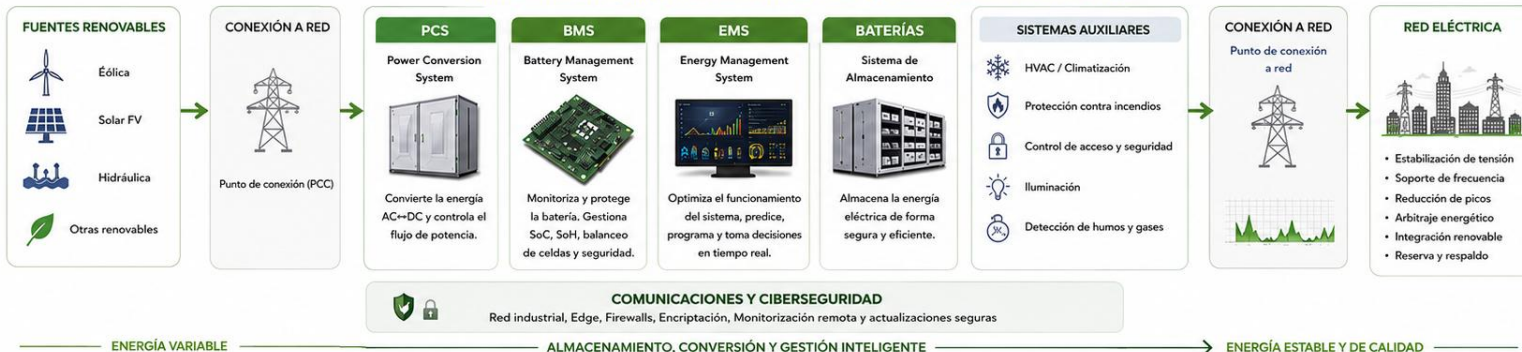 FUENTES RENOVABLES
Éólica
Solar FV
Hidráulica
Otras renovables
CONEXIÓN A RED
Punto de conexión (PCC)
PCS
Power Conversion
System
Convierte la energía
AC↔DC y controla el
flujo de potencia.
BMS
Battery Management
System
Monitoriza y protege
la batería. Gestiona
SoC, SoH, balanceo
de celdas y seguridad.
EMS
Energy Management
System
Optimiza el funcionamiento
del sistema, predice,
programa y toma decisiones
en tiempo real.
BATERÍAS
Sistema de
Almacenamiento
Almacena la energía
eléctrica de forma
segura y eficiente.
SISTEMAS AUXILIARES
HVAC / Climatización
Protección contra incendios
Control de acceso y seguridad
Iluminación
Detección de humos y gases
CONEXIÓN A RED
Punto de conexión
a red
RED ELÉCTRICA
• Estabilización de tensión
• Soporte de frecuencia
• Reducción de picos
• Arbitraje energético
• Integración renovable
• Reserva y respaldo
COMUNICACIONES Y CIBERSEGURIDAD
Red industrial, Edge, Firewalls, Encriptación, Monitorización remota y actualizaciones seguras
ENERGÍA VARIABLE
ALMACENAMIENTO, CONVERSIÓN Y GESTIÓN INTELIGENTE
ENERGÍA ESTABLE Y DE CALIDAD